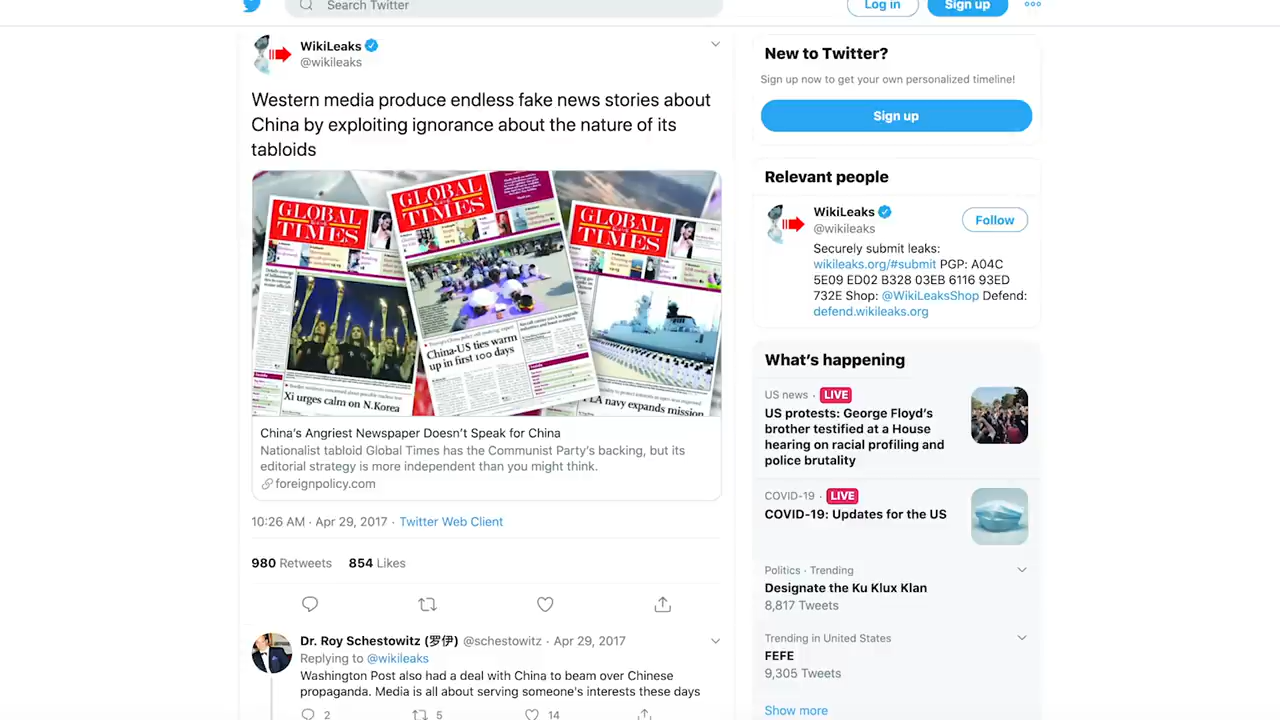 Search Twitter
Log in
Sign up
WikiLeaks
@wikileaks
Western media produce endless fake news stories about
China by exploiting ignorance about the nature of its
tabloids
GLOBAL
TIMES
GLOBAL
TIMES
GLOBAL
TIMES
China-US ties warm
up in first 100 days
Xi urges calm on N.Korea
PLA navy expands mission
China's Angriest Newspaper Doesn't Speak for China
Nationalist tabloid Global Times has the Communist Party's backing, but its
editorial strategy is more independent than you might think.
foreignpolicy.com
10:26 AM · Apr 29, 2017 · Twitter Web Client
980 Retweets 854 Likes
Dr. Roy Schestowitz (罗伊) @schestowitz · Apr 29, 2017
Replying to @wikileaks
Washington Post also had a deal with China to beam over Chinese
propaganda. Media is all about serving someone's interests these days
2 5 14
New to Twitter?
Sign up now to get your own personalized timeline!
Sign up
Relevant people
WikiLeaks
@wikileaks
Follow
Securely submit leaks:
wikileaks.org/#submit PGP: A04C
5E09 ED02 B328 03EB 6116 93ED
732E Shop: @WikiLeaksShop Defend:
defend.wikileaks.org
What's happening
US news · LIVE
US protests: George Floyd's
brother testified at a House
hearing on racial profiling and
police brutality
COVID-19 · LIVE
COVID-19: Updates for the US
Politics · Trending
Designate the Ku Klux Klan
8,817 Tweets
Trending in United States
FEFE
9,305 Tweets
Show more